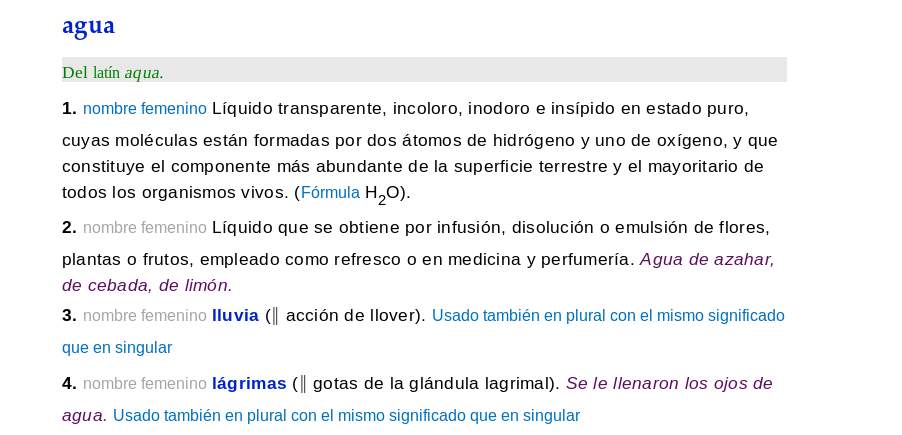 agua
Del latín aqua.
1. nombre femenino Líquido transparente, incoloro, inodoro e insípido en estado puro,
cuyas moléculas están formadas por dos átomos de hidrógeno y uno de oxígeno, y que
constituye el componente más abundante de la superficie terrestre y el mayoritario de
todos los organismos vivos. (Fórmula H₂O).
2. nombre femenino Líquido que se obtiene por infusión, disolución o emulsión de flores,
plantas o frutos, empleado como refresco o en medicina y perfumería. Agua de azahar,
de cebada, de limón.
3. nombre femenino lluvia (‖ acción de llover). Usado también en plural con el mismo significado
que en singular
4. nombre femenino lágrimas (‖ gotas de la glándula lagrimal). Se le llenaron los ojos de
agua. Usado también en plural con el mismo significado que en singular